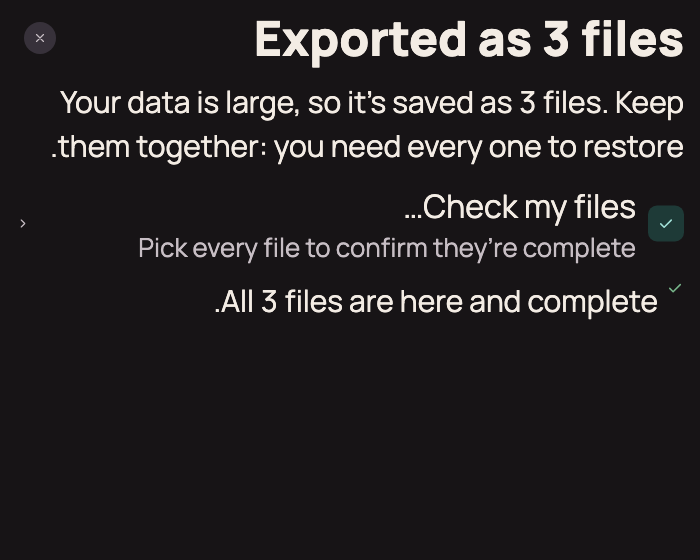 Exported as 3 files
Your data is large, so it's saved as 3 files. Keep
them together: you need every one to restore.
Check my files…
Pick every file to confirm they're complete
All 3 files are here and complete.